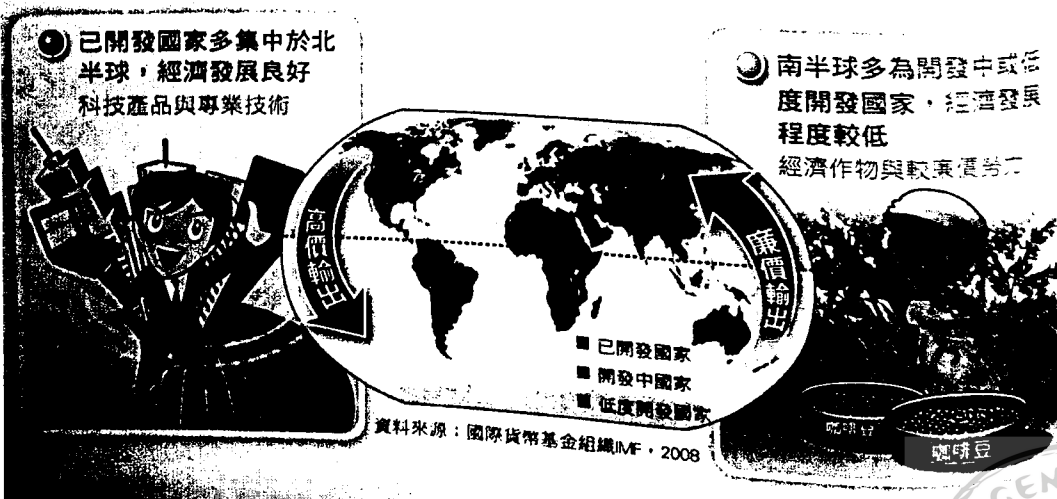 已開發國家多集中於北
半球，經濟發展良好
科技產品與專業技術
南半球多為開發中或低
度開發國家，經濟發展
程度較低
經濟作物與較廉價勞力
高價輸出
廉價輸出
已開發國家
開發中國家
低度開發國家
資料來源：國際貨幣基金組織IMF，2008
咖啡豆
咖啡豆
CEN